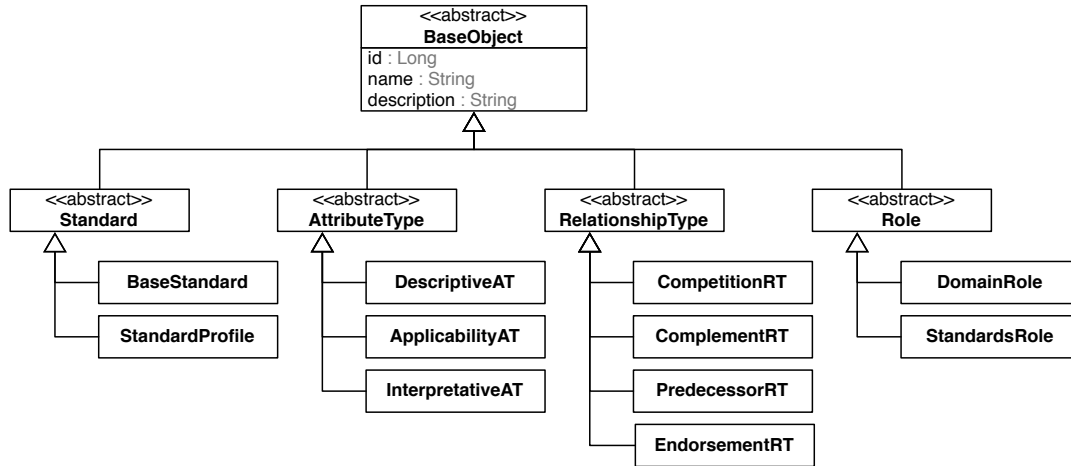 <<abstract>>
BaseObject
id : Long
name : String
description : String
<<abstract>>
Standard
<<abstract>>
AttributeType
<<abstract>>
RelationshipType
<<abstract>>
Role
BaseStandard
StandardProfile
DescriptiveAT
ApplicabilityAT
InterpretativeAT
CompetitionRT
ComplementRT
PredecessorRT
EndorsementRT
DomainRole
StandardsRole